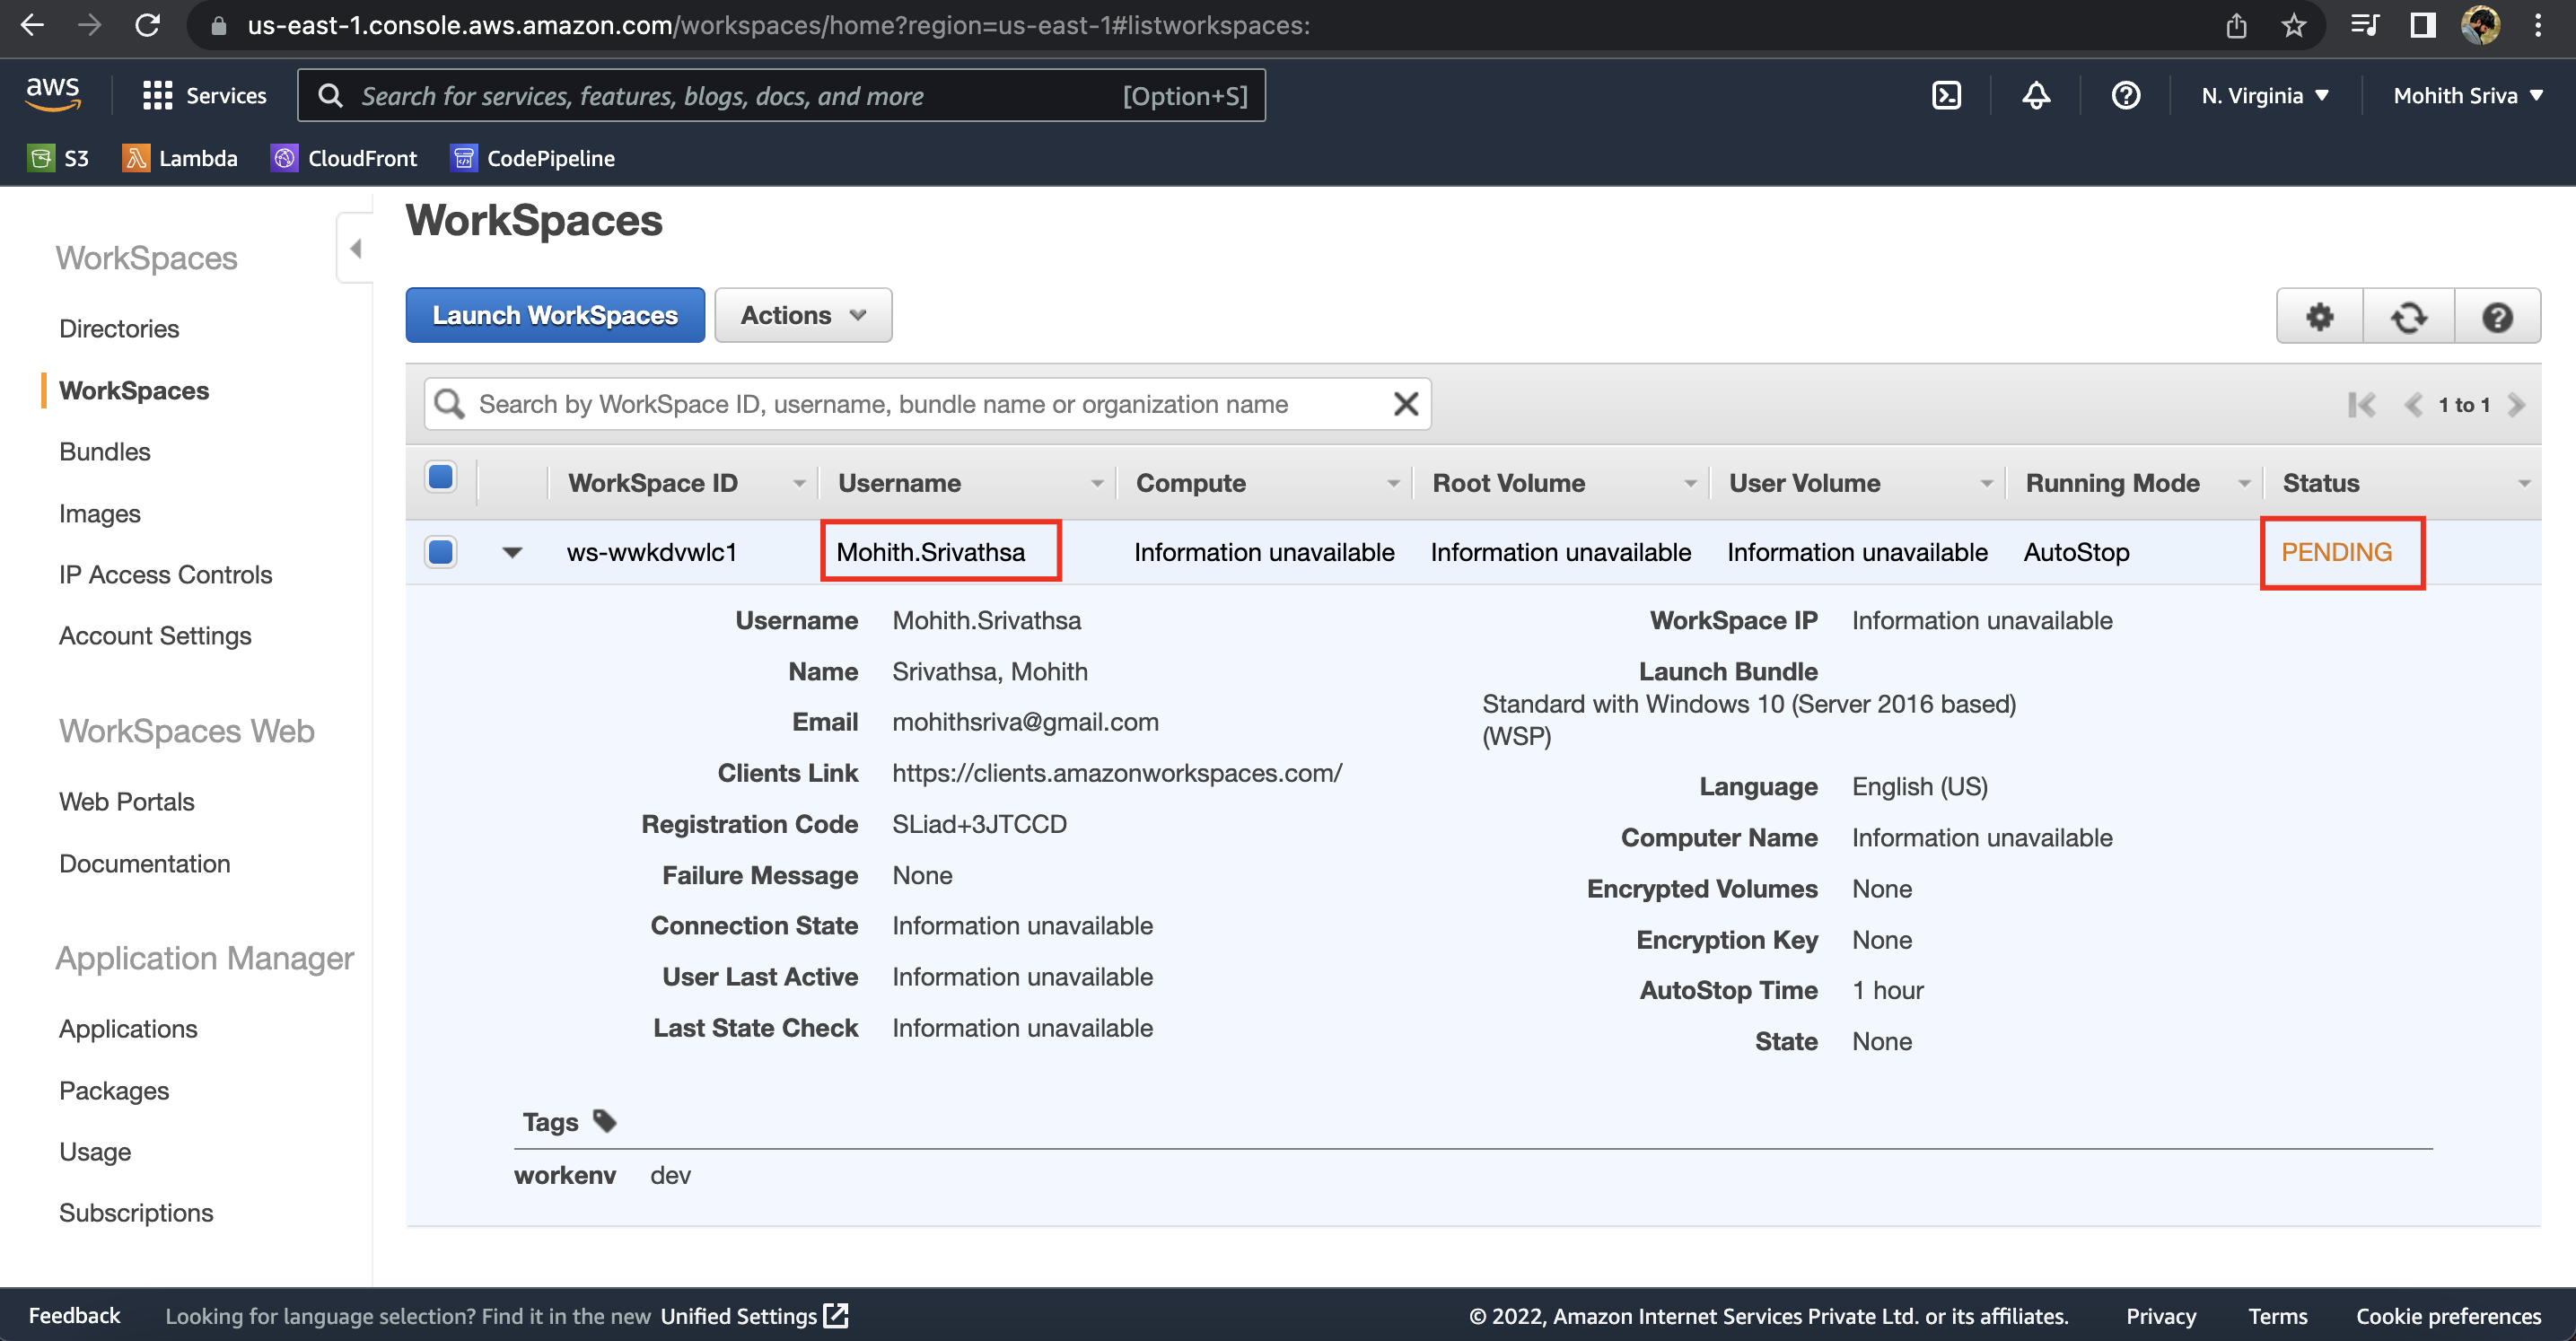 us-east-1.console.aws.amazon.com/workspaces/home?region=us-east-1#listworkspaces:
aws
Services
Search for services, features, blogs, docs, and more
[Option+S]
N. Virginia
Mohith Sriva
S3
Lambda
CloudFront
CodePipeline
WorkSpaces
Directories
WorkSpaces
Bundles
Images
IP Access Controls
Account Settings
WorkSpaces Web
Web Portals
Documentation
Application Manager
Applications
Packages
Usage
Subscriptions
WorkSpaces
Launch WorkSpaces
Actions
Search by WorkSpace ID, username, bundle name or organization name
1 to 1
WorkSpace ID Username Compute Root Volume User Volume Running Mode Status
ws-wwkdvwlc1 Mohith.Srivathsa Information unavailable Information unavailable Information unavailable AutoStop PENDING
Username Mohith.Srivathsa
Name Srivathsa, Mohith
Email mohithsriva@gmail.com
Clients Link https://clients.amazonworkspaces.com/
Registration Code SLiad+3JTCCD
Failure Message None
Connection State Information unavailable
User Last Active Information unavailable
Last State Check Information unavailable
WorkSpace IP Information unavailable
Launch Bundle
Standard with Windows 10 (Server 2016 based)
(WSP)
Language English (US)
Computer Name Information unavailable
Encrypted Volumes None
Encryption Key None
AutoStop Time 1 hour
State None
Tags
workenv dev
Feedback
Looking for language selection? Find it in the new Unified Settings
© 2022, Amazon Internet Services Private Ltd. or its affiliates.
Privacy
Terms
Cookie preferences